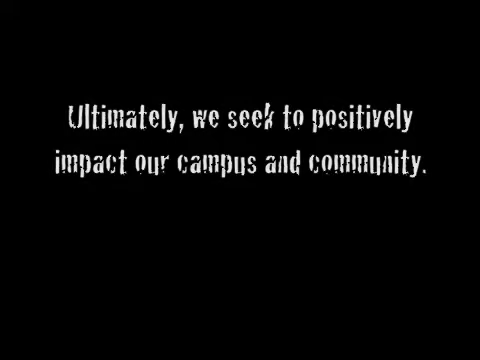 Ultimately, we seek to positively
impact our campus and community.